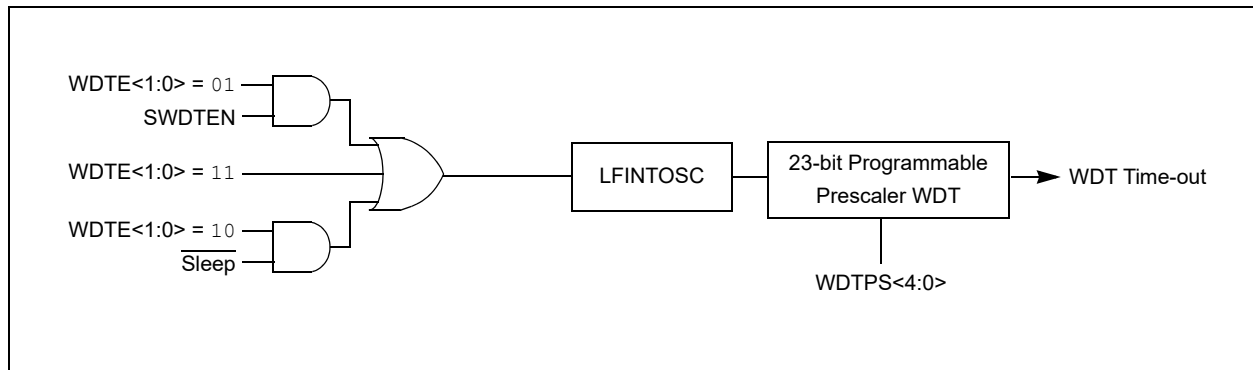 WDTE<1:0> = 01
SWDTEN
WDTE<1:0> = 11
WDTE<1:0> = 10
Sleep
LFINTOSC
23-bit Programmable
Prescaler WDT
WDT Time-out
WDTPS<4:0>